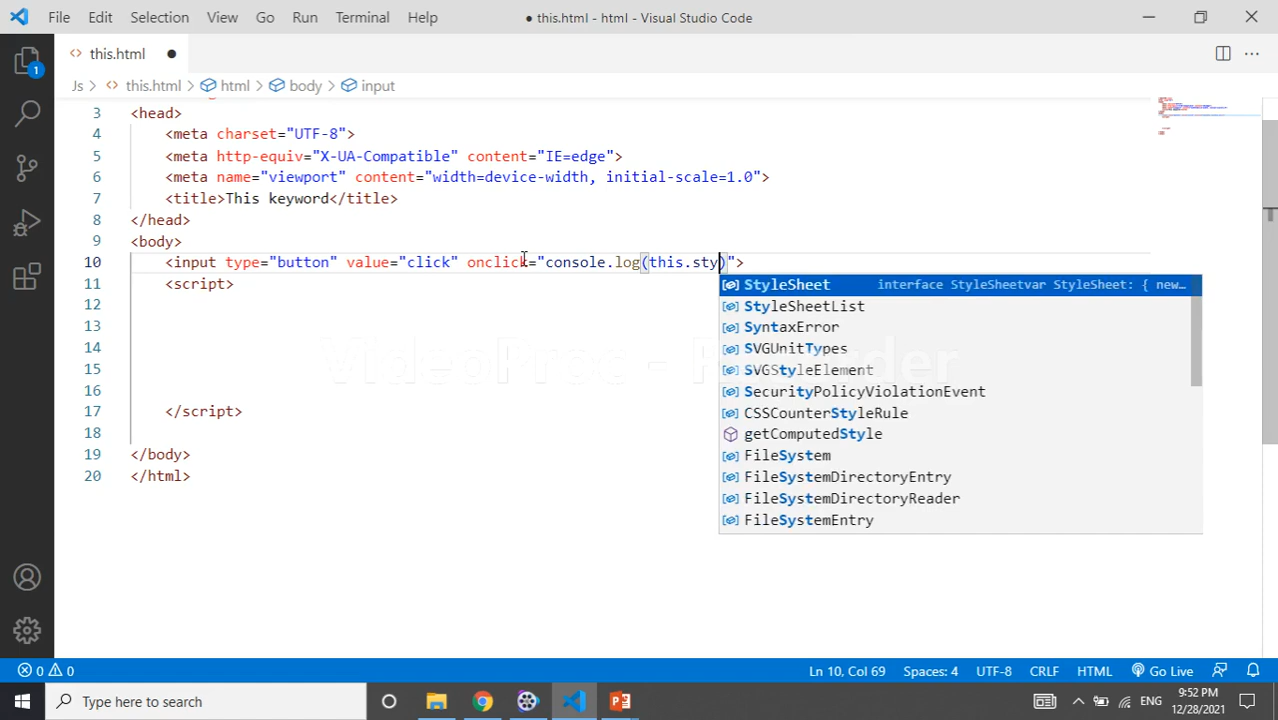 File Edit Selection View Go Run Terminal Help ● this.html - html - Visual Studio Code
<> this.html ●
Js > <> this.html > html > body > input
1
3 <head>
4 <meta charset="UTF-8">
5 <meta http-equiv="X-UA-Compatible" content="IE=edge">
6 <meta name="viewport" content="width=device-width, initial-scale=1.0">
7 <title>This keyword</title>
8 </head>
9 <body>
10 <input type="button" value="click" onclick="console.log(this.sty)">
11 <script>
StyleSheet interface StyleSheetvar StyleSheet: { new…
12
StyleSheetList
13
SyntaxError
14
SVGUnitTypes
15
SVGStyleElement
16
SecurityPolicyViolationEvent
17 </script>
CSSCounterStyleRule
18
getComputedStyle
19 </body>
FileSystem
20 </html>
FileSystemDirectoryEntry
FileSystemDirectoryReader
FileSystemEntry
VideoProc - Recorder
0 0 Ln 10, Col 69 Spaces: 4 UTF-8 CRLF HTML Go Live
Type here to search
ENG
9:52 PM
12/28/2021